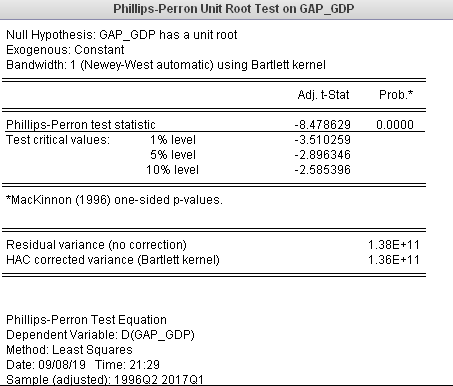 Phillips-Perron Unit Root Test on GAP_GDP
Null Hypothesis: GAP_GDP has a unit root
Exogenous: Constant
Bandwidth: 1 (Newey-West automatic) using Bartlett kernel
Adj. t-Stat Prob.*
Phillips-Perron test statistic -8.478629 0.0000
Test critical values: 1% level -3.510259
5% level -2.896346
10% level -2.585396
*MacKinnon (1996) one-sided p-values.
Residual variance (no correction) 1.38E+11
HAC corrected variance (Bartlett kernel) 1.36E+11
Phillips-Perron Test Equation
Dependent Variable: D(GAP_GDP)
Method: Least Squares
Date: 09/08/19 Time: 21:29
Sample (adjusted): 1996Q2 2017Q1